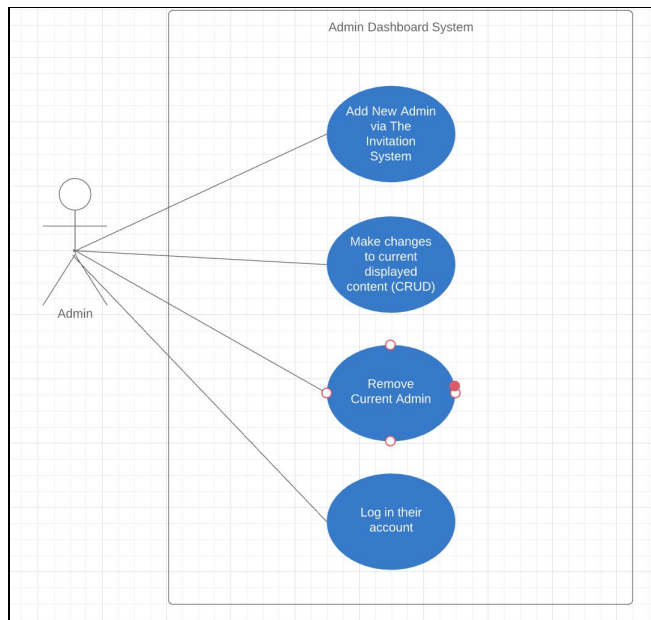 Admin Dashboard System
Add New Admin
via The
Invitation
System
Make changes
to current
displayed
content (CRUD)
Admin
Remove
Current Admin
Log in their
account